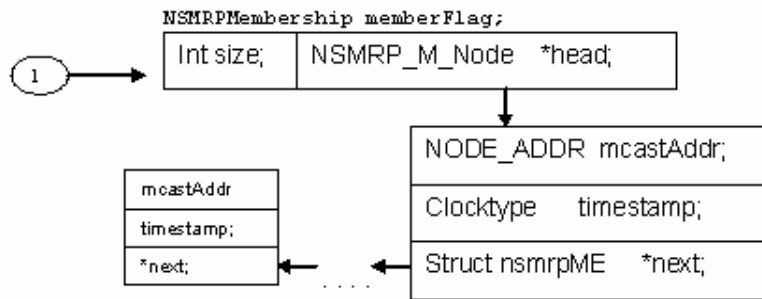 NSMRPMembership memberFlag;
Int size; NSMRP_M_Node *head;
1
NODE_ADDR mcastAddr;
Clocktype timestamp;
Struct nsmrpME *next;
mcastAddr
timestamp;
*next;
. . . .